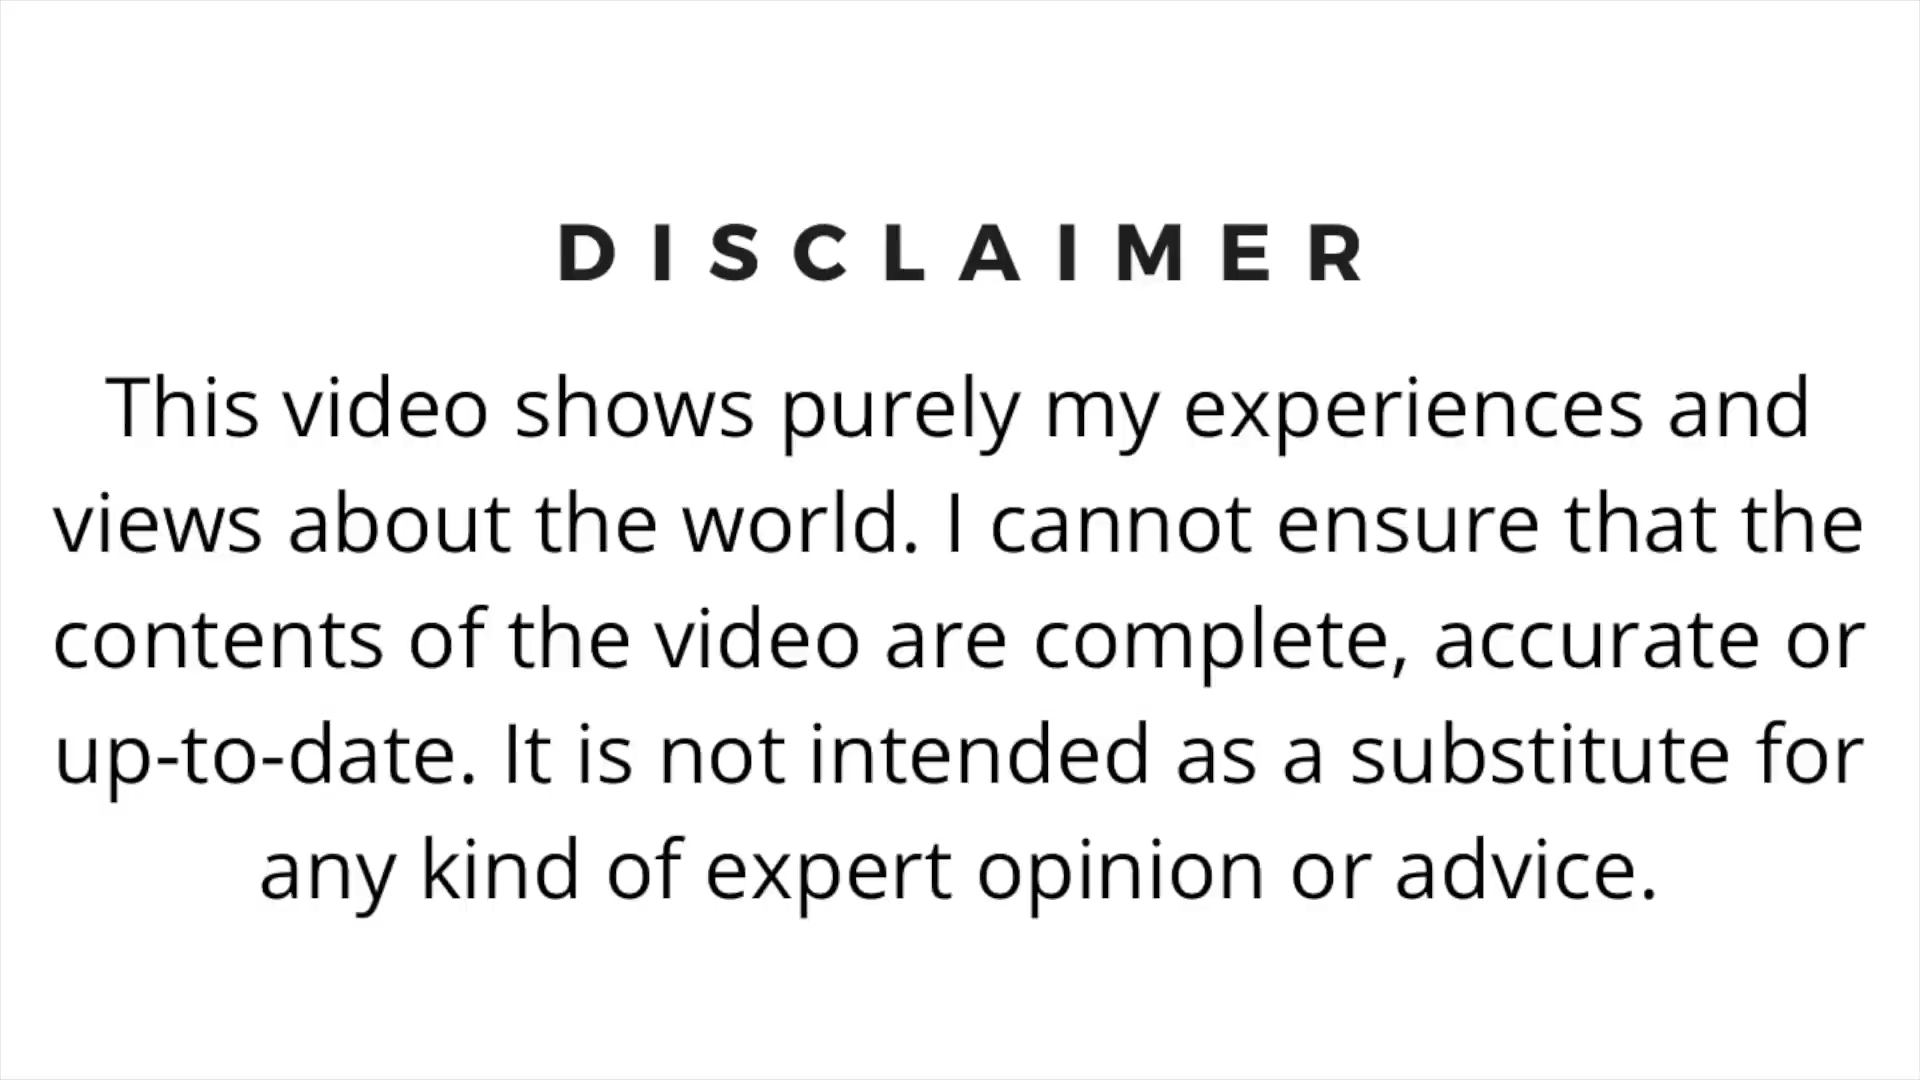 DISCLAIMER
This video shows purely my experiences and
views about the world. I cannot ensure that the
contents of the video are complete, accurate or
up-to-date. It is not intended as a substitute for
any kind of expert opinion or advice.